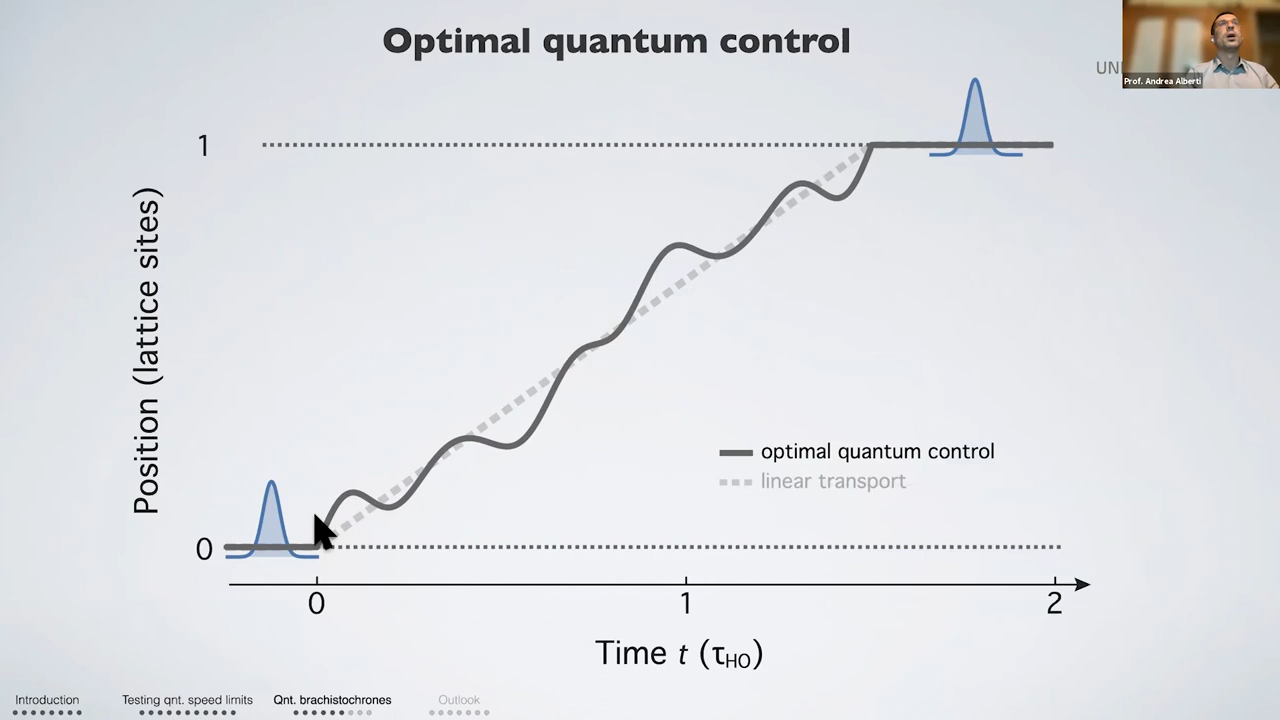 Optimal quantum control
UN
Prof. Andrea Alberti
1
Position (lattice sites)
optimal quantum control
linear transport
0
0 1 2
Time t (τHO)
Introduction Testing qnt. speed limits Qnt. brachistochrones Outlook